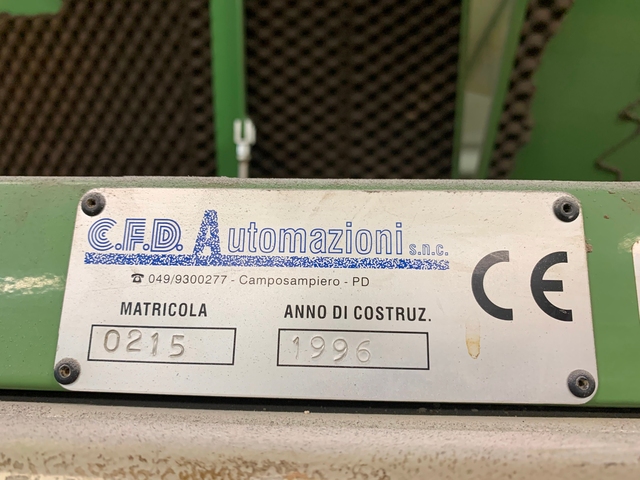 C.F.D. Automazioni s.n.c.
☎ 049/9300277 - Camposampiero - PD
MATRICOLA ANNO DI COSTRUZ.
0215 1996
CE